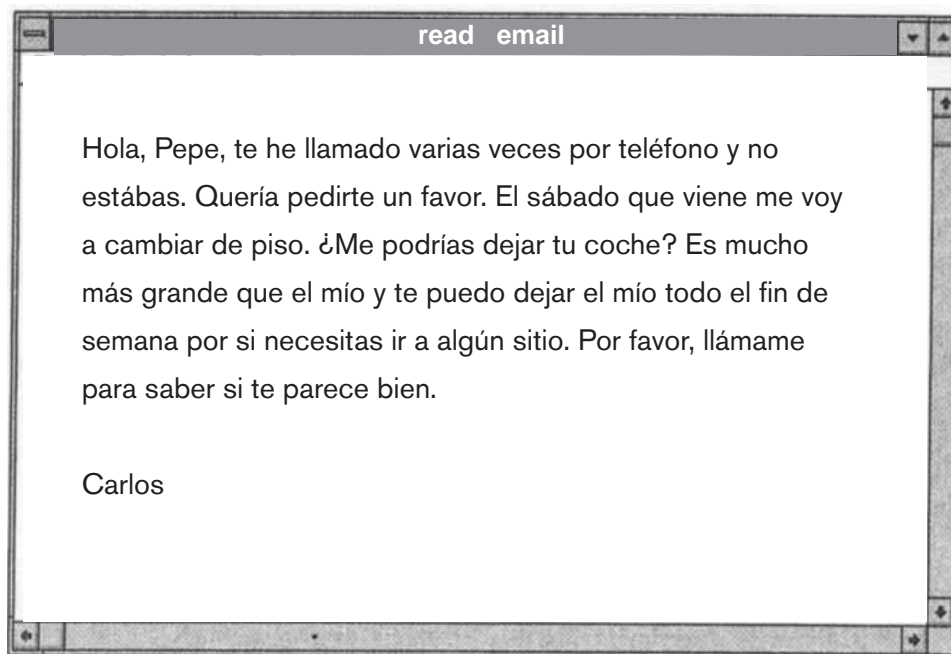 read email
Hola, Pepe, te he llamado varias veces por teléfono y no
estábas. Quería pedirte un favor. El sábado que viene me voy
a cambiar de piso. ¿Me podrías dejar tu coche? Es mucho
más grande que el mío y te puedo dejar el mío todo el fin de
semana por si necesitas ir a algún sitio. Por favor, llámame
para saber si te parece bien.
Carlos